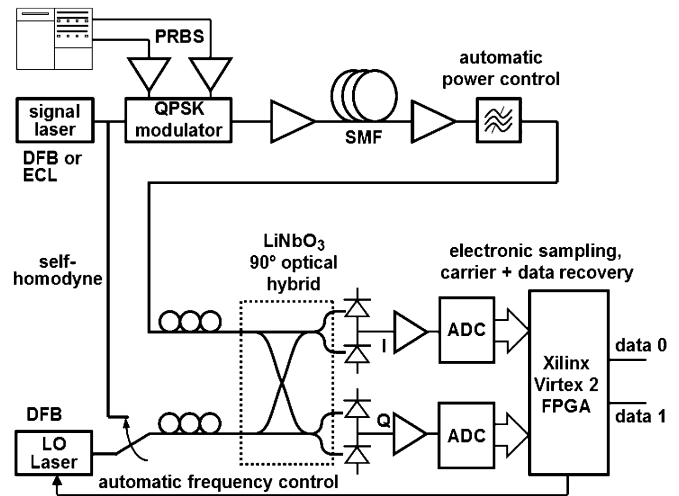 PRBS
automatic
power control
signal
laser
QPSK
modulator
SMF
DFB or
ECL
LiNbO3
90° optical
hybrid
electronic sampling,
carrier + data recovery
self-
homodyne
I
ADC
Xilinx
Virtex 2
FPGA
data 0
data 1
DFB
Q
ADC
LO
Laser
automatic frequency control